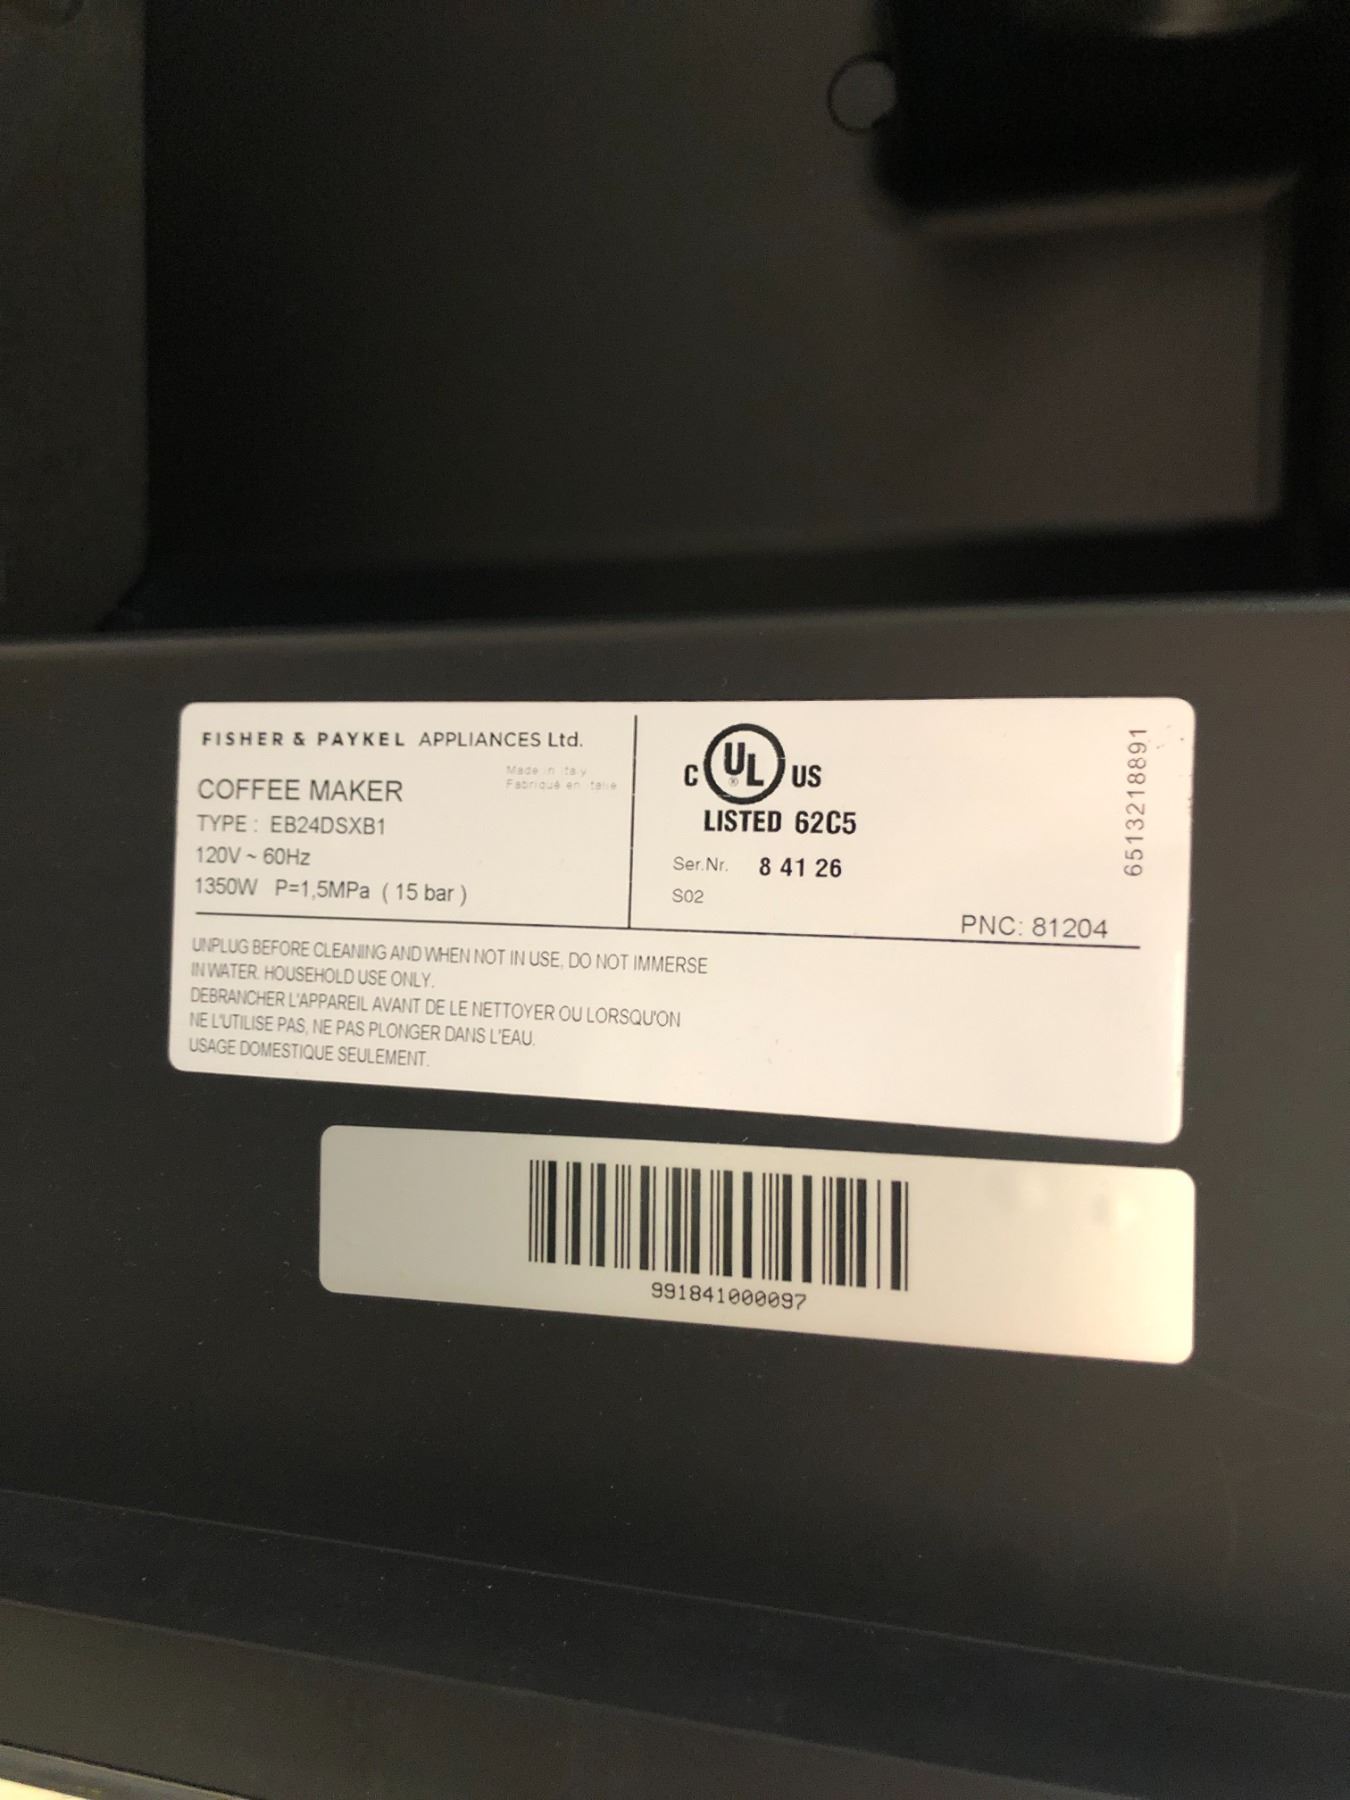 FISHER & PAYKEL APPLIANCES Ltd.
Made in Italy
Fabriqué en Italie
COFFEE MAKER
TYPE : EB24DSXB1
120V ~ 60Hz
1350W P=1,5MPa ( 15 bar )
C UL ® US
LISTED 62C5
Ser.Nr. 8 41 26
S02
PNC: 81204
6513218891
UNPLUG BEFORE CLEANING AND WHEN NOT IN USE, DO NOT IMMERSE
IN WATER. HOUSEHOLD USE ONLY.
DEBRANCHER L'APPAREIL AVANT DE LE NETTOYER OU LORSQU'ON
NE L'UTILISE PAS, NE PAS PLONGER DANS L'EAU.
USAGE DOMESTIQUE SEULEMENT.
991841000097